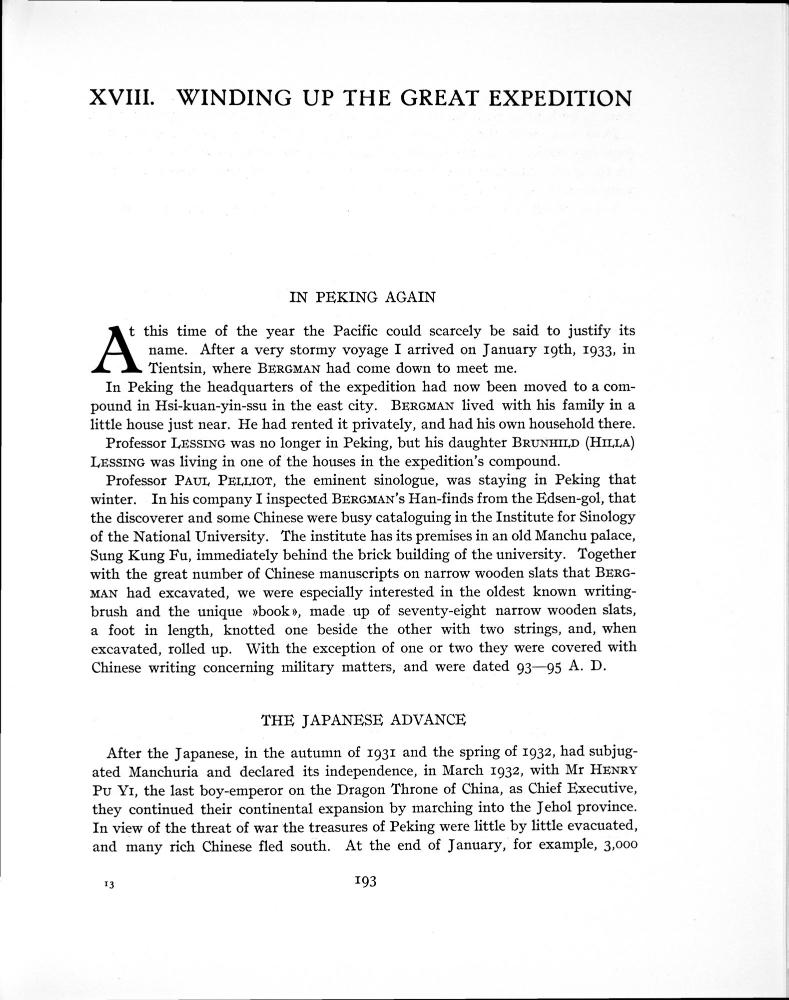 XVIII. WINDING UP THE GREAT EXPEDITION
IN PEKING AGAIN
At this time of the year the Pacific could scarcely be said to justify its
name. After a very stormy voyage I arrived on January 19th, 1933, in
Tientsin, where BERGMAN had come down to meet me.
In Peking the headquarters of the expedition had now been moved to a com-
pound in Hsi-kuan-yin-ssu in the east city. BERGMAN lived with his family in a
little house just near. He had rented it privately, and had his own household there.
Professor LESSING was no longer in Peking, but his daughter BRUNHILD (HILLA)
LESSING was living in one of the houses in the expedition's compound.
Professor PAUL PELLIOT, the eminent sinologue, was staying in Peking that
winter. In his company I inspected BERGMAN's Han-finds from the Edsen-gol, that
the discoverer and some Chinese were busy cataloguing in the Institute for Sinology
of the National University. The institute has its premises in an old Manchu palace,
Sung Kung Fu, immediately behind the brick building of the university. Together
with the great number of Chinese manuscripts on narrow wooden slats that BERG-
MAN had excavated, we were especially interested in the oldest known writing-
brush and the unique »book», made up of seventy-eight narrow wooden slats,
a foot in length, knotted one beside the other with two strings, and, when
excavated, rolled up. With the exception of one or two they were covered with
Chinese writing concerning military matters, and were dated 93—95 A. D.
THE JAPANESE ADVANCE
After the Japanese, in the autumn of 1931 and the spring of 1932, had subjug-
ated Manchuria and declared its independence, in March 1932, with Mr HENRY
PU YI, the last boy-emperor on the Dragon Throne of China, as Chief Executive,
they continued their continental expansion by marching into the Jehol province.
In view of the threat of war the treasures of Peking were little by little evacuated,
and many rich Chinese fled south. At the end of January, for example, 3,000
13
193